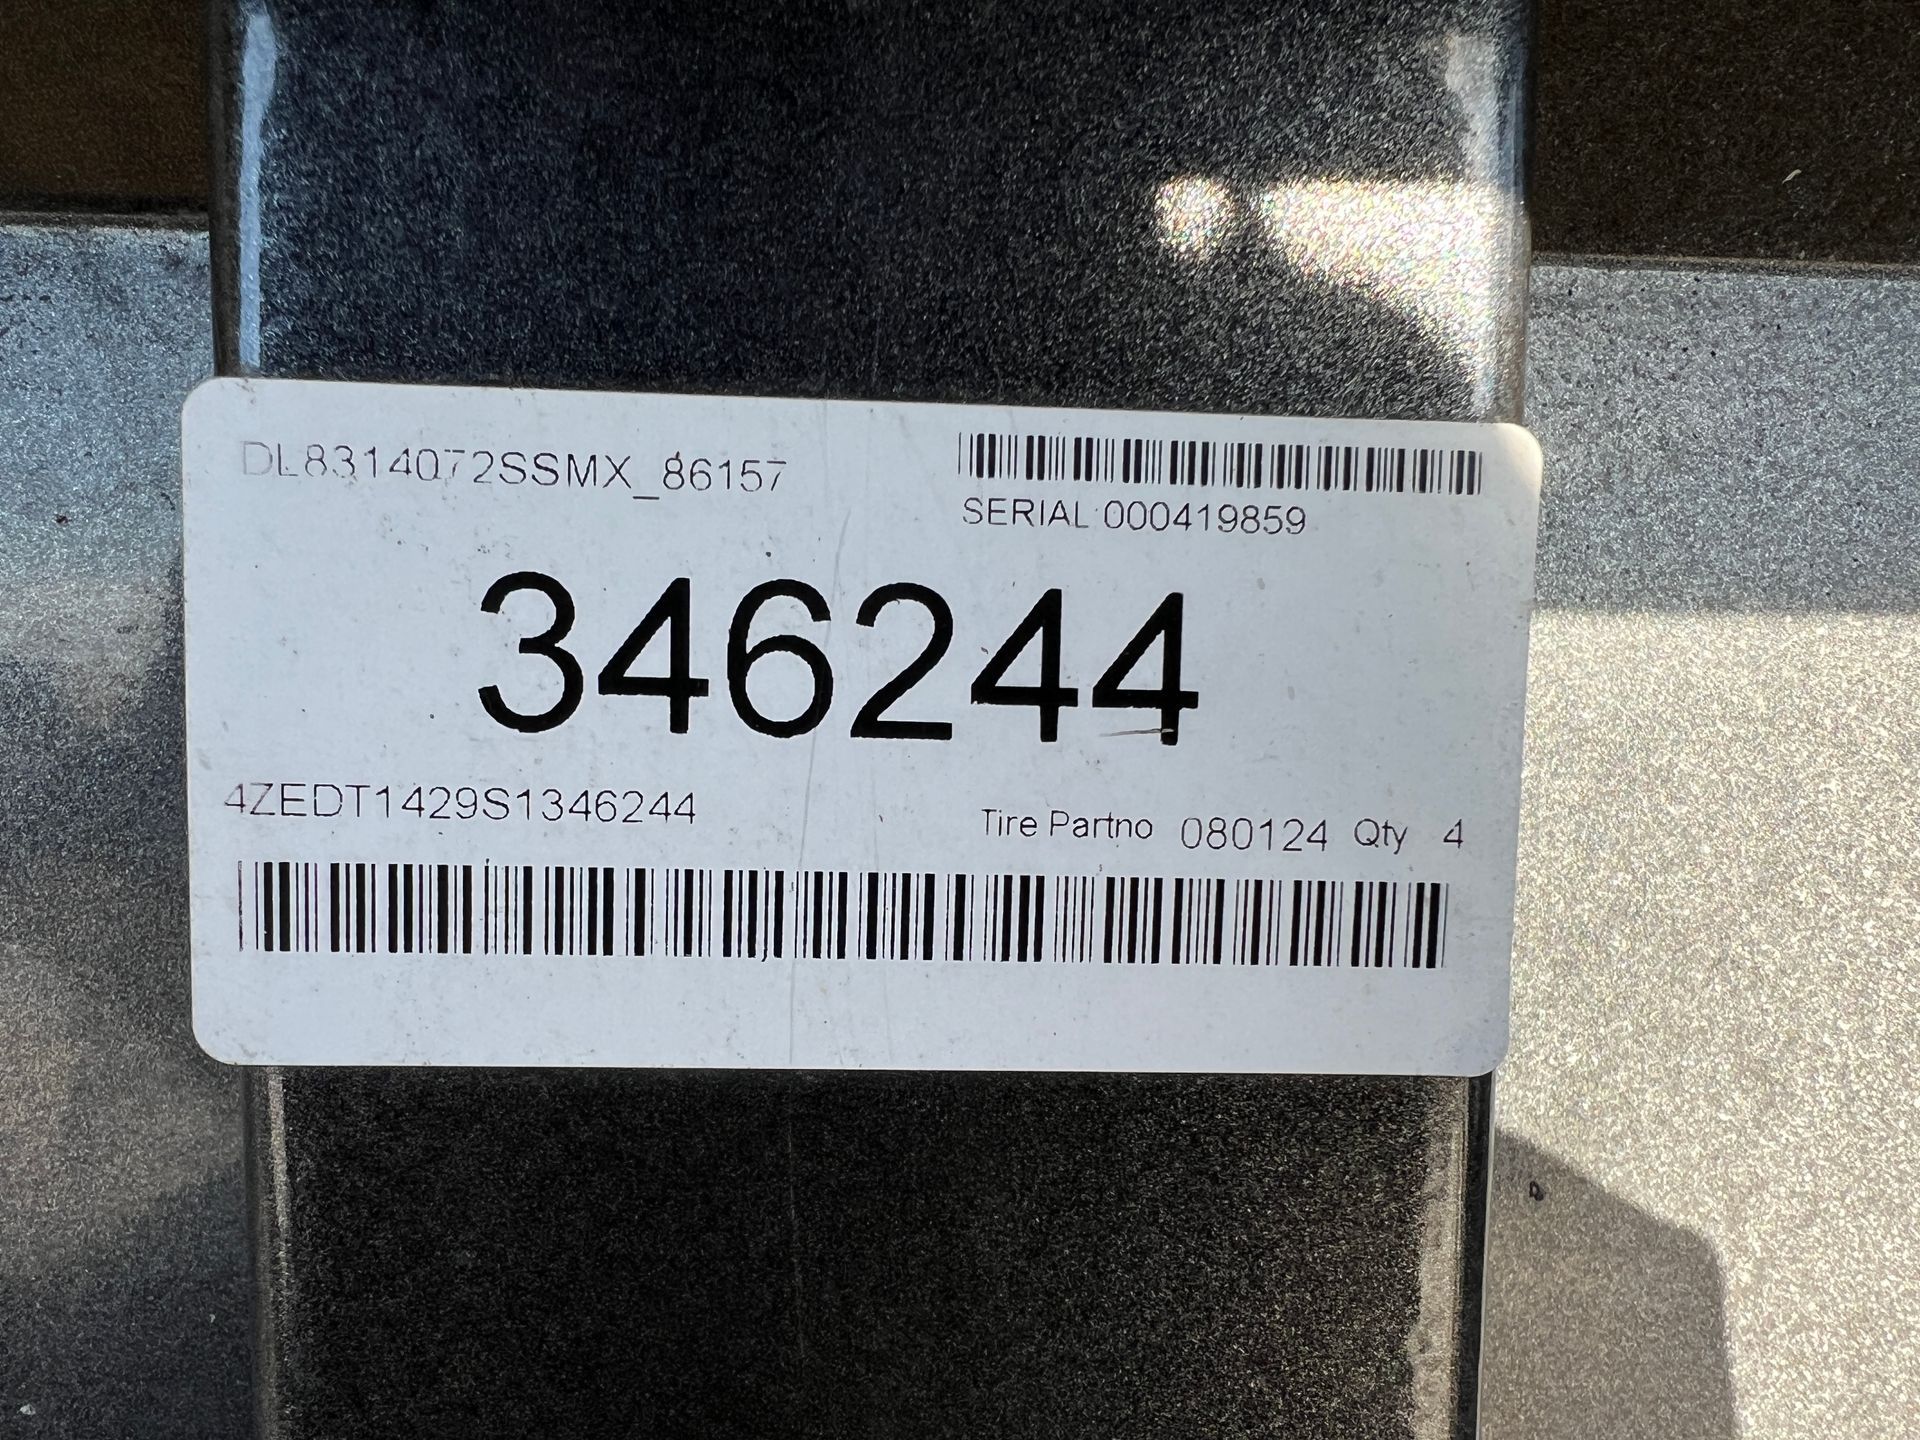 DL8314072SSMX_86157
SERIAL:000419859
346244
4ZEDT1429S1346244
Tire Partno 080124 Qty 4